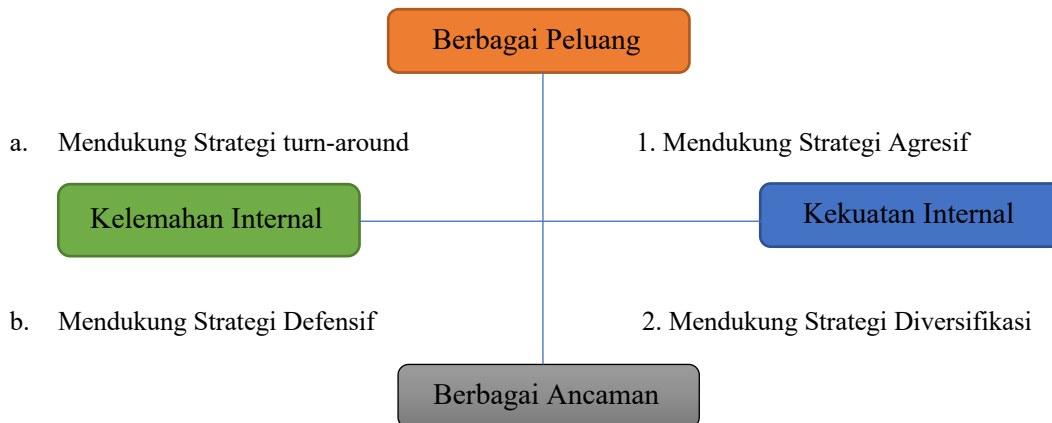 Berbagai Peluang
a. Mendukung Strategi turn-around
1. Mendukung Strategi Agresif
Kelemahan Internal
Kekuatan Internal
b. Mendukung Strategi Defensif
2. Mendukung Strategi Diversifikasi
Berbagai Ancaman